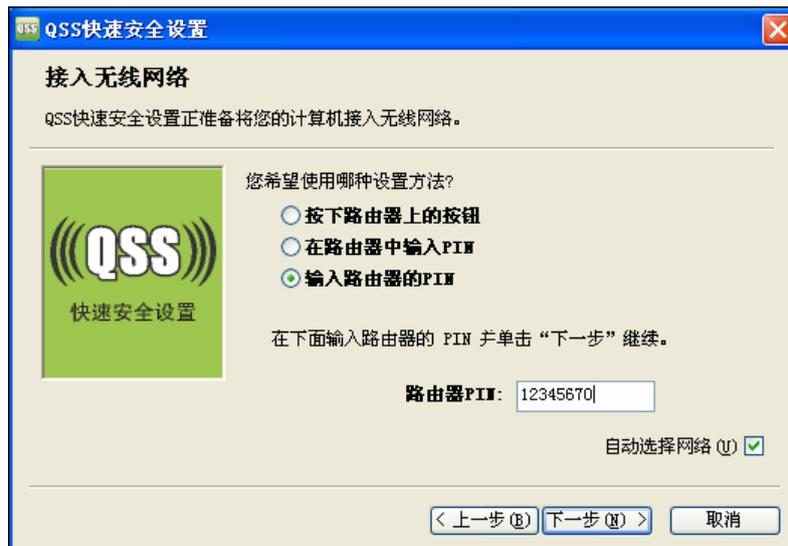 QSS QSS快速安全设置
接入无线网络
QSS快速安全设置正准备将您的计算机接入无线网络。
您希望使用哪种设置方法?
按下路由器上的按钮
在路由器中输入PIN
输入路由器的PIN
(((QSS)))
快速安全设置
在下面输入路由器的 PIN 并单击“下一步”继续。
路由器PIN: 12345670
自动选择网络(U)
< 上一步(B) 下一步(N) > 取消